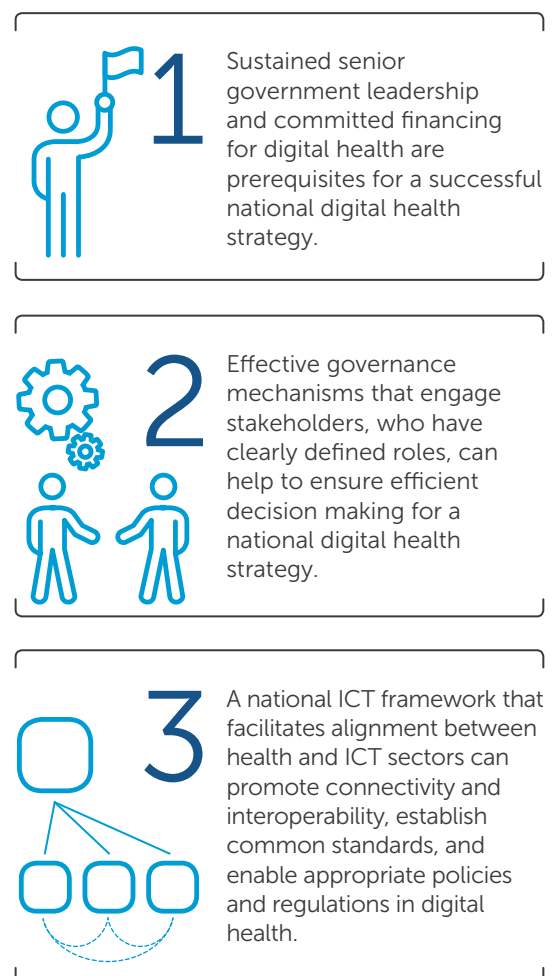 1
Sustained senior
government leadership
and committed financing
for digital health are
prerequisites for a successful
national digital health
strategy.
2
Effective governance
mechanisms that engage
stakeholders, who have
clearly defined roles, can
help to ensure efficient
decision making for a
national digital health
strategy.
3
A national ICT framework that
facilitates alignment between
health and ICT sectors can
promote connectivity and
interoperability, establish
common standards, and
enable appropriate policies
and regulations in digital
health.